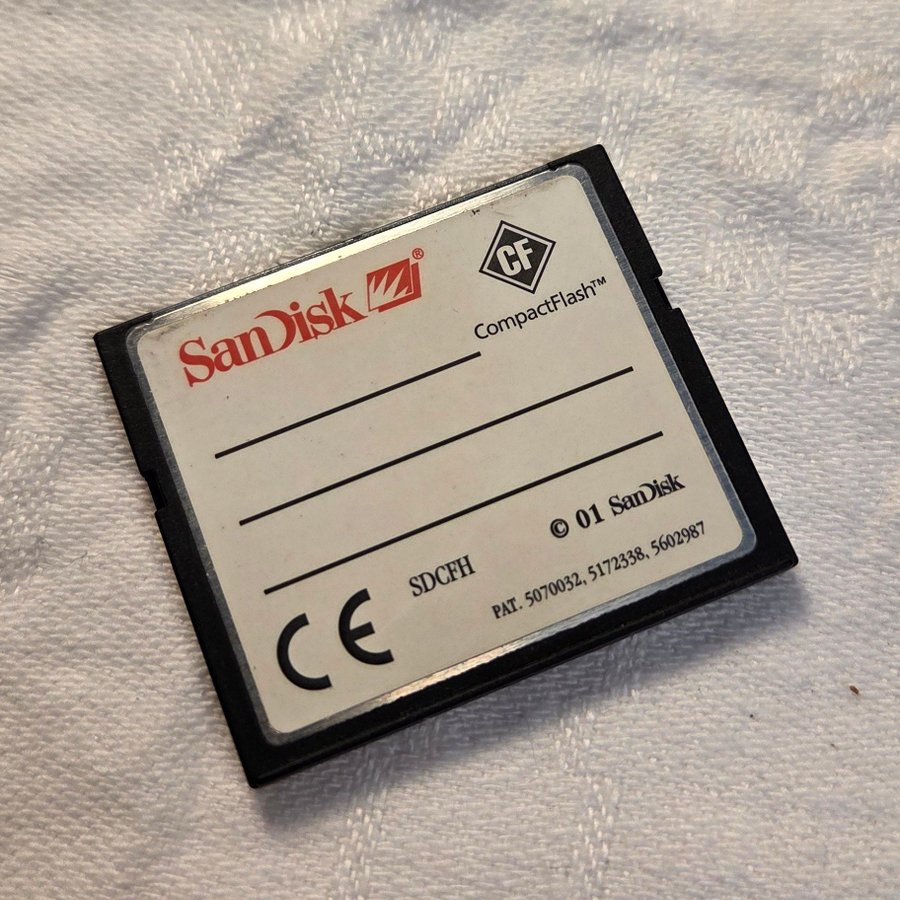 SanDisk®
CF
CompactFlash™
© 01 SanDisk
CE SDCFH
PAT. 5070032, 5172338, 5602987